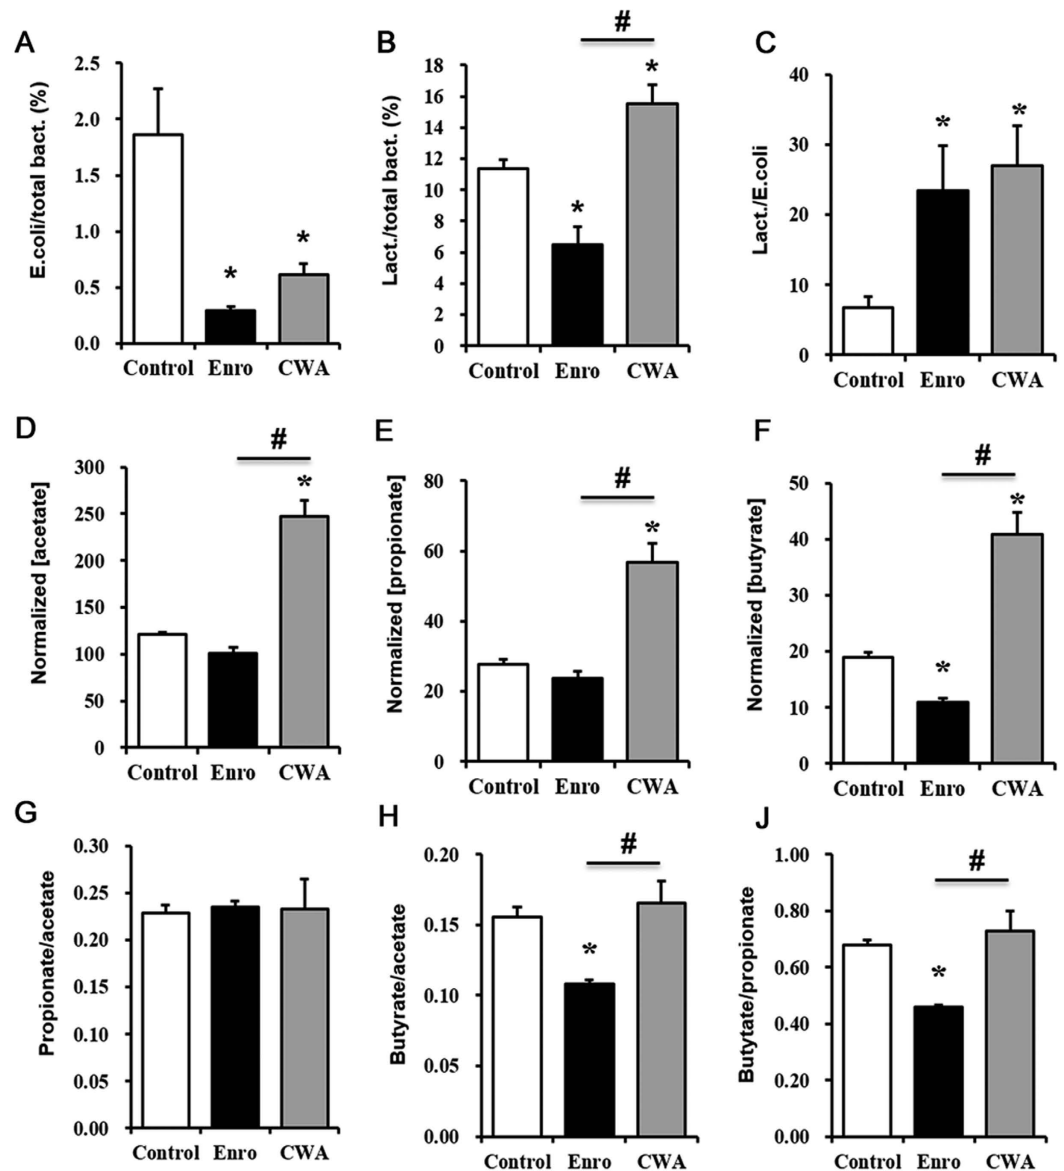 A
E.coli/total bact. (%)
2.5
2.0
1.5
1.0
0.5
0.0
*
*
Control Enro CWA
B
#
Lact./total bact. (%)
18
16
14
12
10
8
6
4
2
0
*
*
Control Enro CWA
C
Lact./E.coli
40
30
20
10
0
*
*
Control Enro CWA
D
#
Normalized [acetate]
300
250
200
150
100
50
0
*
Control Enro CWA
E
#
Normalized [propionate]
80
60
40
20
0
*
Control Enro CWA
F
#
Normalized [butyrate]
50
40
30
20
10
0
*
*
Control Enro CWA
G
Propionate/acetate
0.30
0.25
0.20
0.15
0.10
0.05
0.00
Control Enro CWA
H
#
Butyrate/acetate
0.20
0.15
0.10
0.05
0.00
*
Control Enro CWA
J
#
Butytate/propionate
1.00
0.80
0.60
0.40
0.20
0.00
*
Control Enro CWA